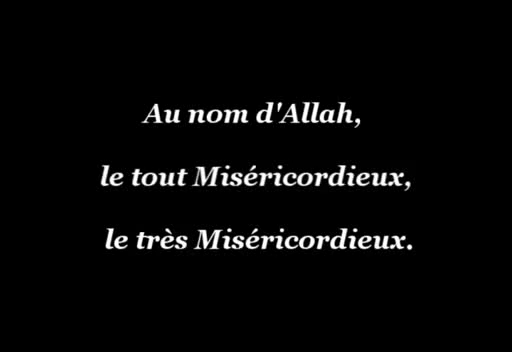 Au nom d'Allah,
le tout Miséricordieux,
le très Miséricordieux.